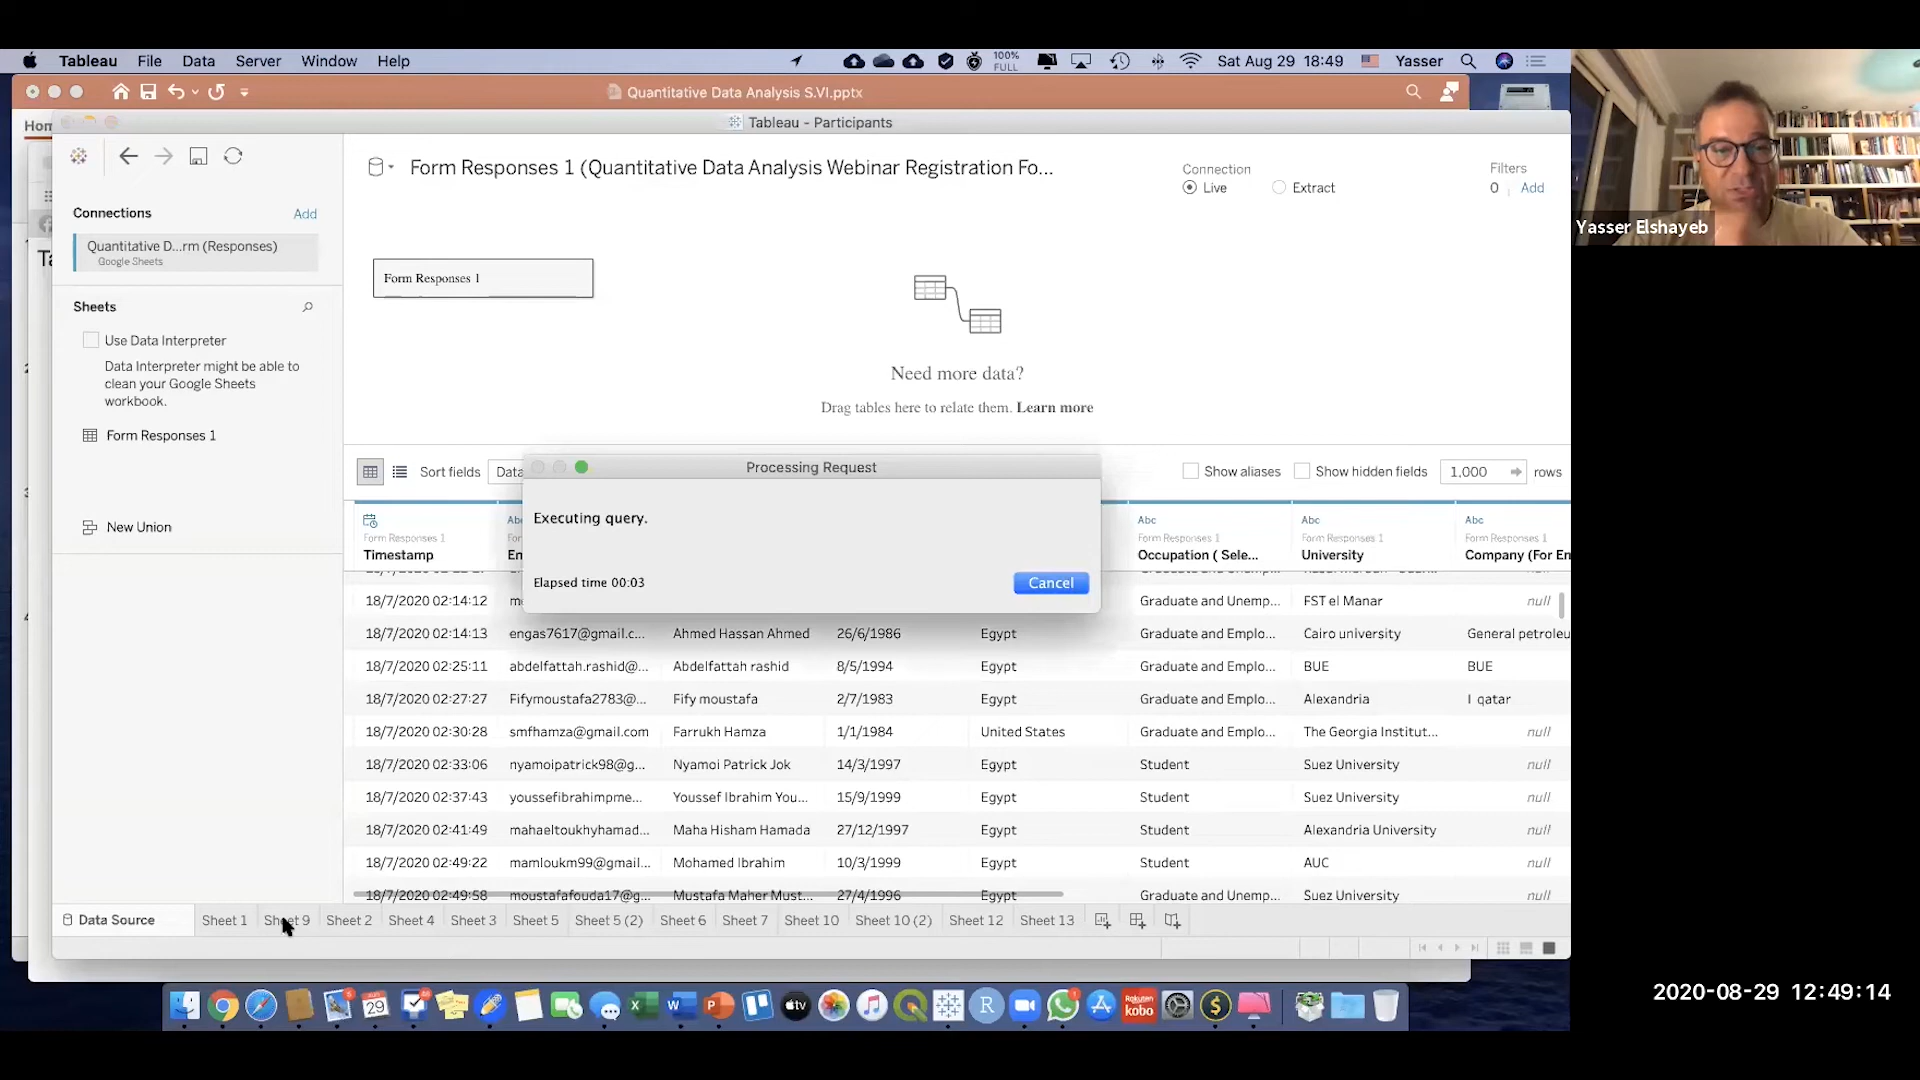 Tableau File Data Server Window Help
100% FULL
Sat Aug 29 18:49 Yasser
Quantitative Data Analysis S.VI.pptx
Tableau - Participants
Form Responses 1 (Quantitative Data Analysis Webinar Registration Fo...
Connection
Live Extract
Filters
0 Add
Connections Add
Quantitative D...rm (Responses)
Google Sheets
Form Responses 1
Sheets
Use Data Interpreter
Data Interpreter might be able to
clean your Google Sheets
workbook.
Form Responses 1
New Union
Need more data?
Drag tables here to relate them. Learn more
Sort fields Data
Show aliases Show hidden fields 1,000 rows
Processing Request
Executing query.
Elapsed time 00:03
Cancel
Abc Abc Abc
Form Responses 1 Form Responses 1 Form Responses 1 Form Responses 1
Timestamp Occupation ( Sele... University Company (For En
18/7/2020 02:14:12 Graduate and Unemp... FST el Manar null
18/7/2020 02:14:13 engas7617@gmail.c... Ahmed Hassan Ahmed 26/6/1986 Egypt Graduate and Emplo... Cairo university General petroleu
18/7/2020 02:25:11 abdelfattah.rashid@... Abdelfattah rashid 8/5/1994 Egypt Graduate and Emplo... BUE BUE
18/7/2020 02:27:27 Fifymoustafa2783@... Fify moustafa 2/7/1983 Egypt Graduate and Emplo... Alexandria I qatar
18/7/2020 02:30:28 smfhamza@gmail.com Farrukh Hamza 1/1/1984 United States Graduate and Emplo... The Georgia Institut... null
18/7/2020 02:33:06 nyamoipatrick98@g... Nyamoi Patrick Jok 14/3/1997 Egypt Student Suez University null
18/7/2020 02:37:43 youssefibrahimpme... Youssef Ibrahim You... 15/9/1999 Egypt Student Suez University null
18/7/2020 02:41:49 mahaeltoukhyhamad... Maha Hisham Hamada 27/12/1997 Egypt Student Alexandria University null
18/7/2020 02:49:22 mamloukm99@gmail... Mohamed Ibrahim 10/3/1999 Egypt Student AUC null
18/7/2020 02:49:58 moustafafouda17@g... Mustafa Maher Must... 27/4/1996 Egypt Graduate and Unemp... Suez University null
Data Source Sheet 1 Sheet 9 Sheet 2 Sheet 4 Sheet 3 Sheet 5 Sheet 5 (2) Sheet 6 Sheet 7 Sheet 10 Sheet 10 (2) Sheet 12 Sheet 13
Yasser Elshayeb
2020-08-29 12:49:14